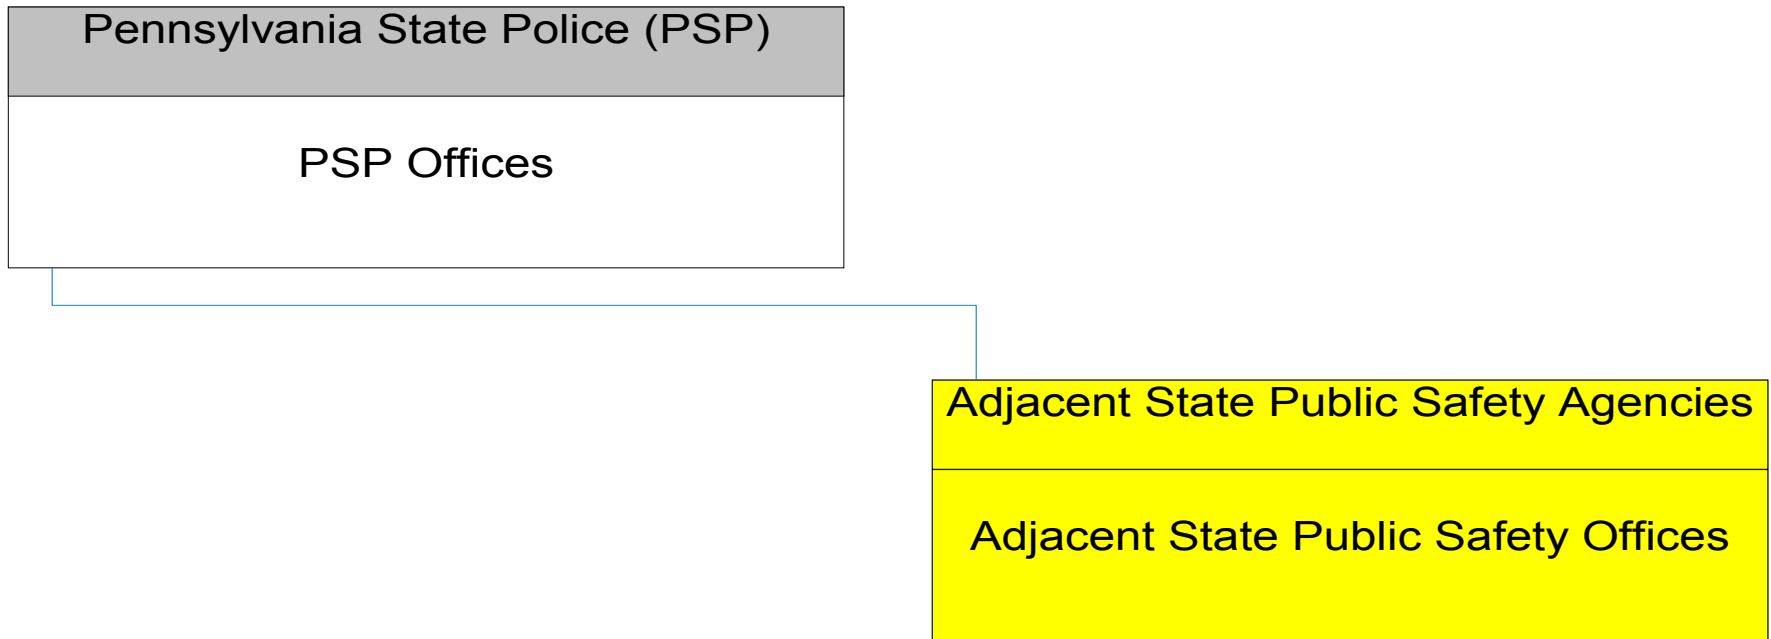 Pennsylvania State Police (PSP)
PSP Offices
Adjacent State Public Safety Agencies
Adjacent State Public Safety Offices